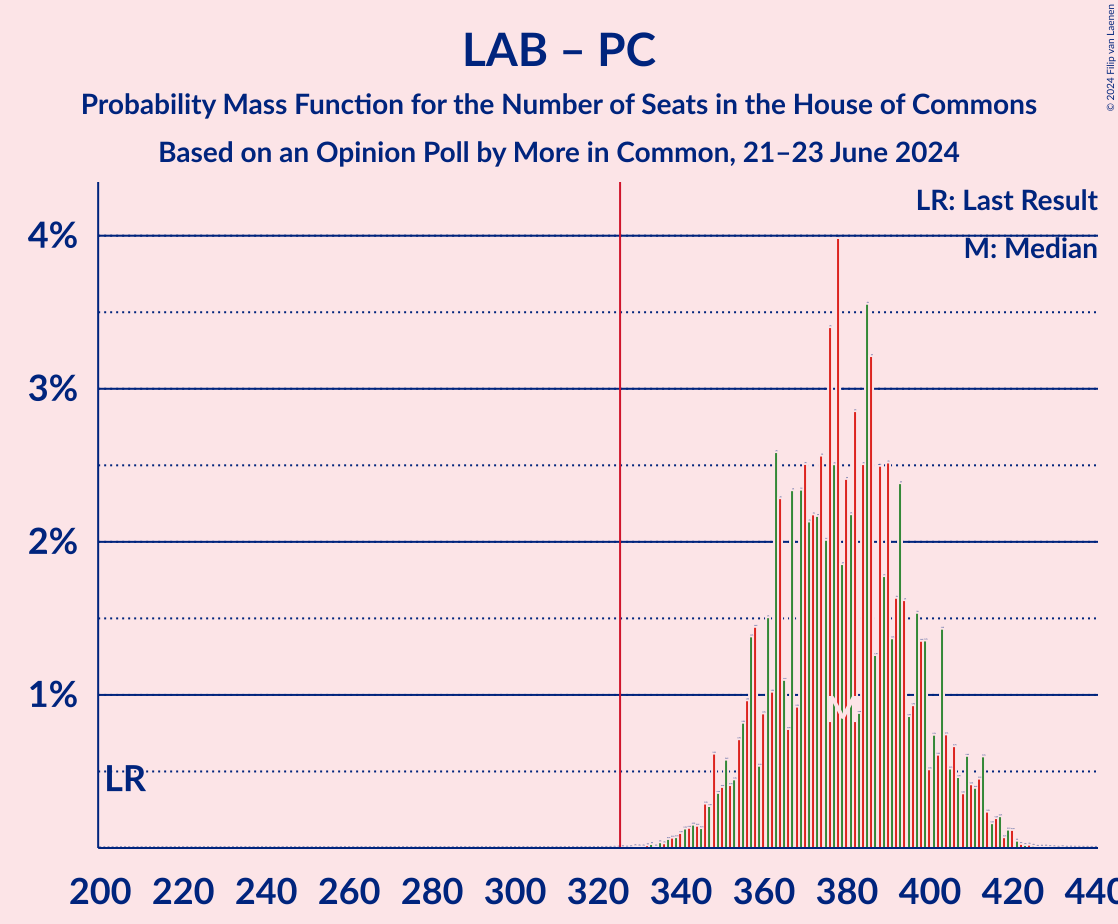 LAB – PC
Probability Mass Function for the Number of Seats in the House of Commons
Based on an Opinion Poll by More in Common, 21–23 June 2024
© 2024 Filip van Laenen
LR: Last Result
M: Median
4%
3%
2%
1%
LR
200 220 240 260 280 300 320 340 360 380 400 420 440